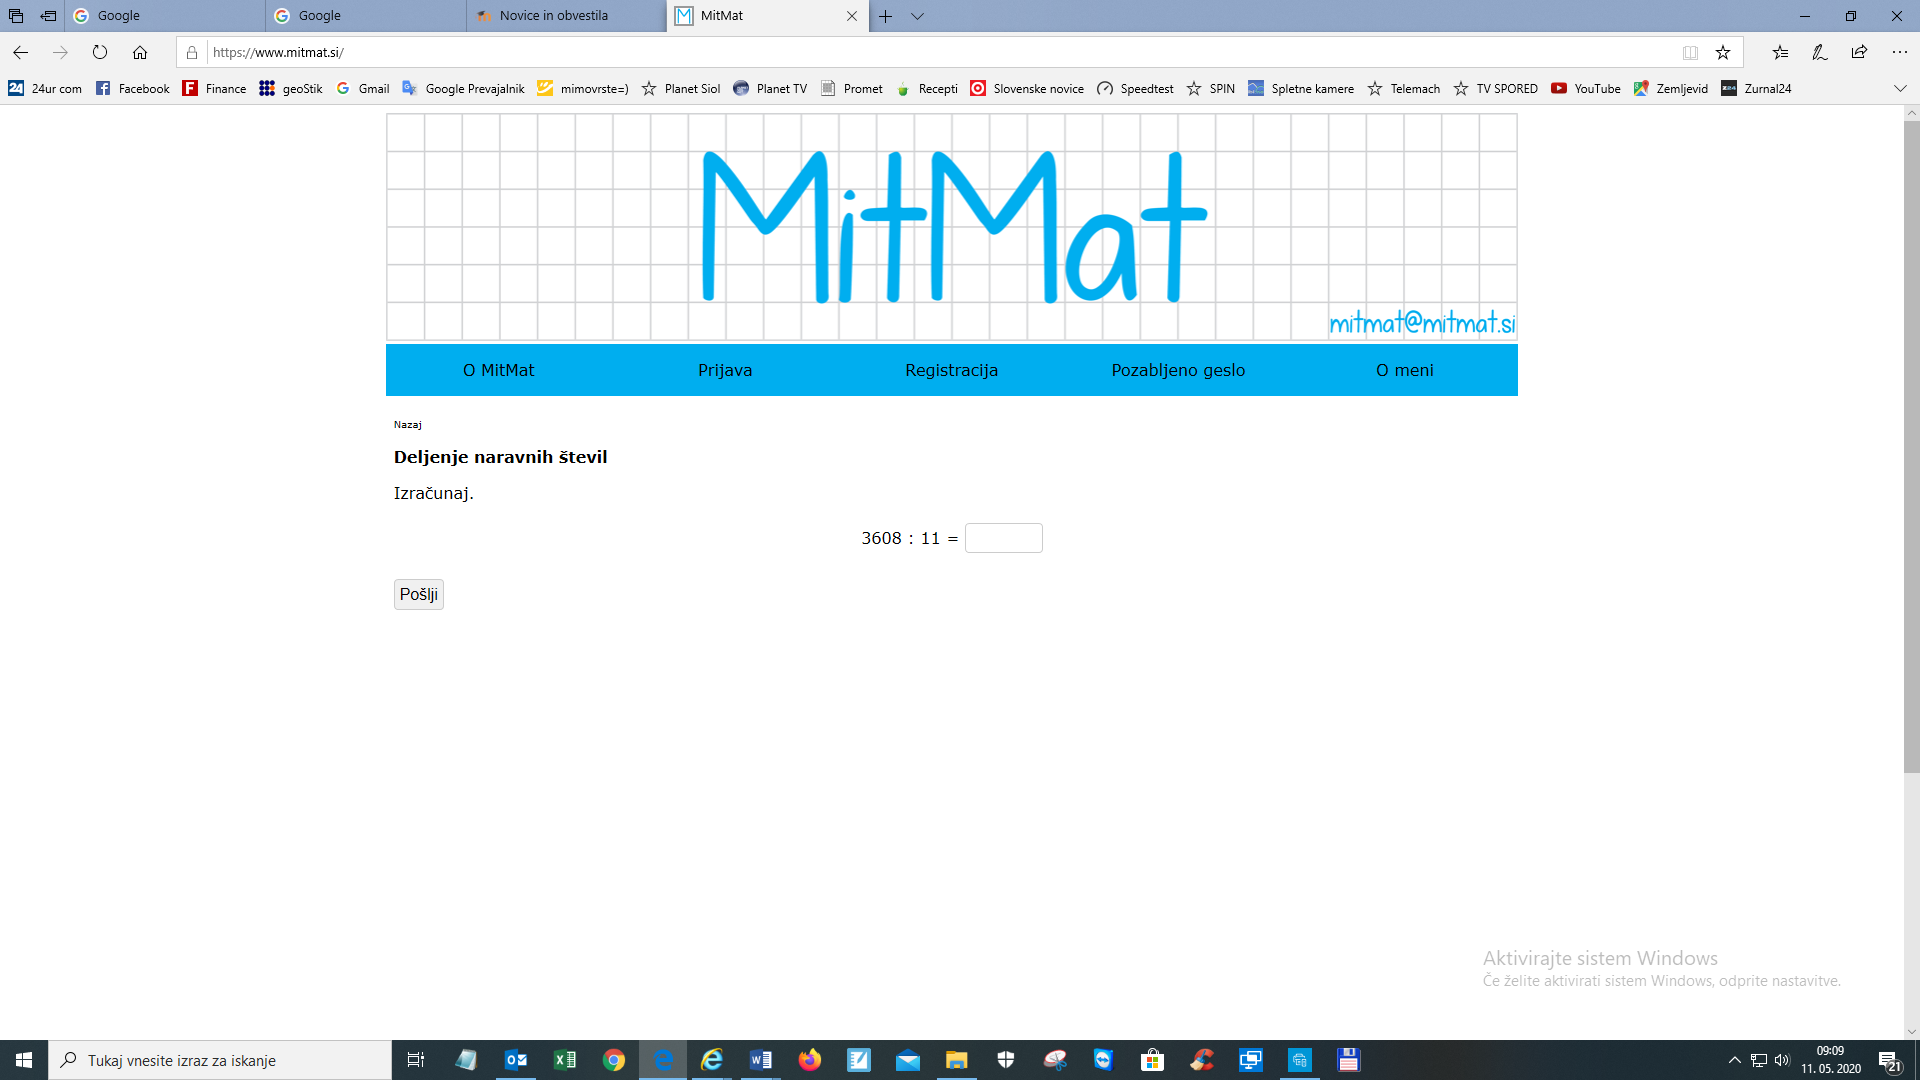 Google
Google
Novice in obvestila
MitMat
https://www.mitmat.si/
24ur com
Facebook
Finance
geoStik
Gmail
Google Prevajalnik
mimovrste=)
Planet Siol
Planet TV
Promet
Recepti
Slovenske novice
Speedtest
SPIN
Spletne kamere
Telemach
TV SPORED
YouTube
Zemljevid
Zurnal24
MitMat
mitmat@mitmat.si
O MitMat
Prijava
Registracija
Pozabljeno geslo
O meni
Nazaj
Deljenje naravnih števil
Izračunaj.
3608 : 11 =
Pošlji
Aktivirajte sistem Windows
Če želite aktivirati sistem Windows, odprite nastavitve.
Tukaj vnesite izraz za iskanje
09:09
11. 05. 2020
21